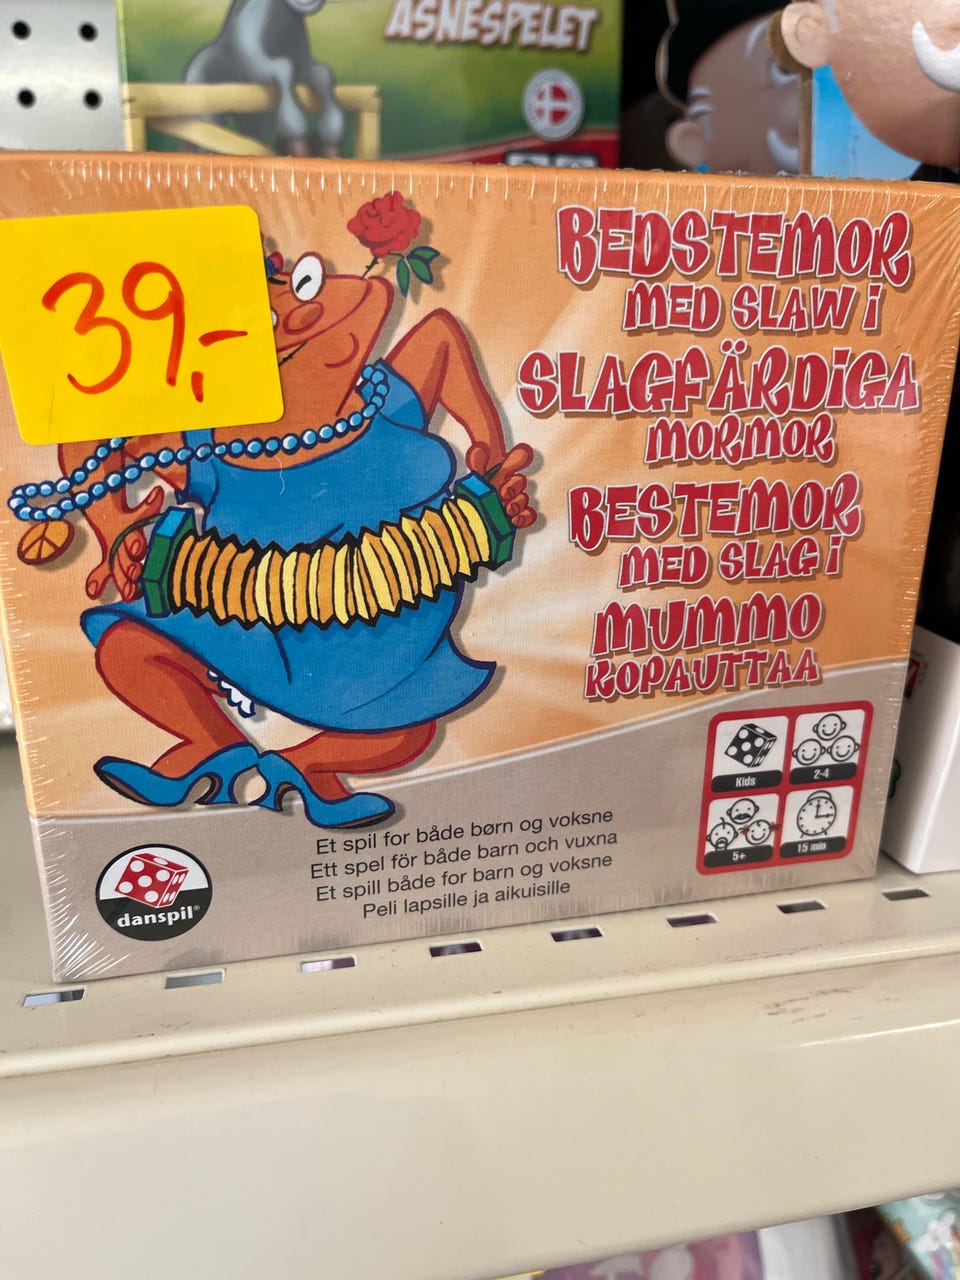 ASNESPELET
39,-
BEDSTEMOR
MED SLAW i
SLAGFÄRDiGA
MORMOR
BESTEMOR
MED SLAG i
MUMMO
KOPAUTTAA
Kids
2-4
5+
15 min
Et spil for både børn og voksne
Ett spel för både barn och vuxna
Et spill både for barn og voksne
Peli lapsille ja aikuisille
danspil®